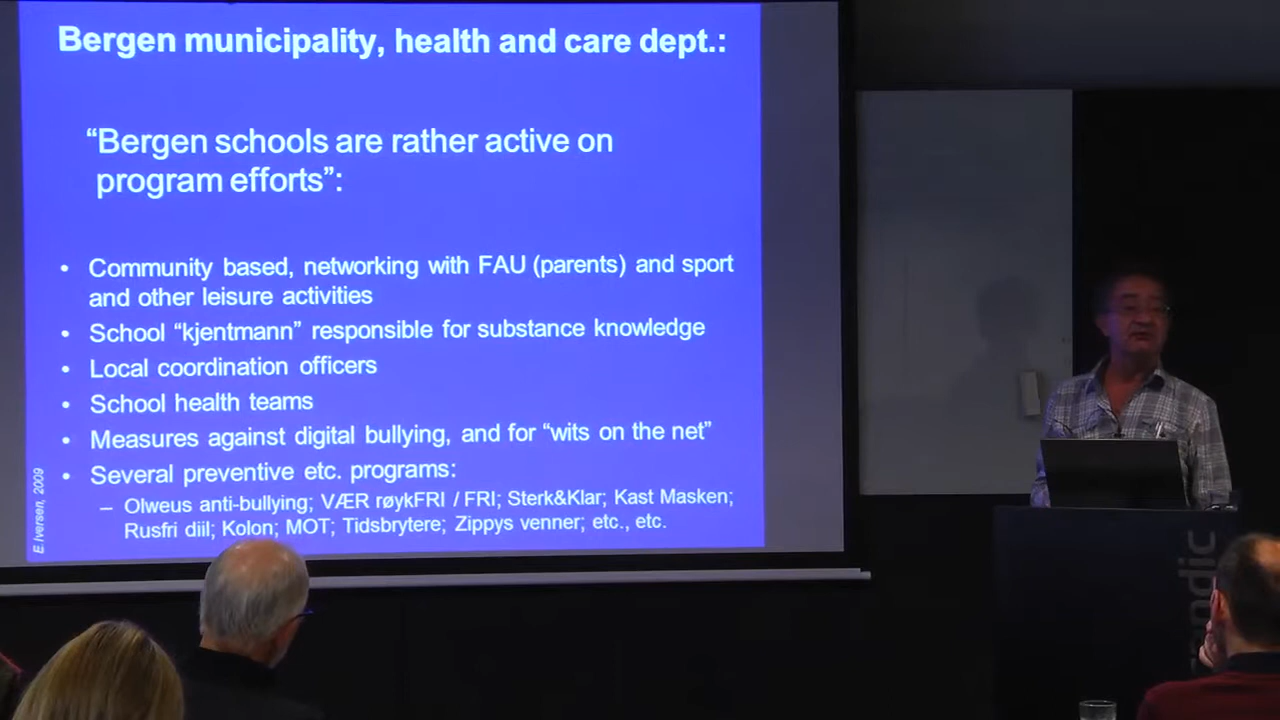 Bergen municipality, health and care dept.:
“Bergen schools are rather active on
program efforts”:
• Community based, networking with FAU (parents) and sport
and other leisure activities
• School “kjentmann” responsible for substance knowledge
• Local coordination officers
• School health teams
• Measures against digital bullying, and for “wits on the net”
• Several preventive etc. programs:
– Olweus anti-bullying; VÆR røykFRI / FRI; Sterk&Klar; Kast Masken;
Rusfri diil; Kolon; MOT; Tidsbrytere; Zippys venner; etc., etc.
E.Iversen, 2009
ndic